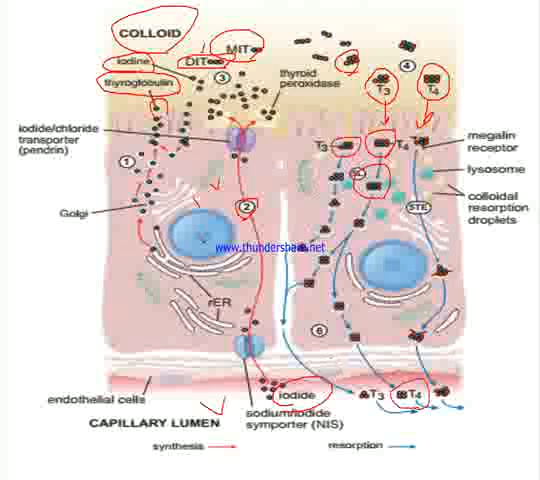 COLLOID
MIT
DIT
iodine
3
4
thyroid
peroxidase
thyroglobulin
T3
T4
iodide/chloride
transporter
(pendrin)
T3
T4
megalin
receptor
1
SL
lysosome
2
STE
colloidal
resorption
droplets
Golgi
www.thundershare.net
rER
6
endothelial cells
iodide
T3
T4
CAPILLARY LUMEN
sodium/iodide
symporter (NIS)
synthesis
resorption